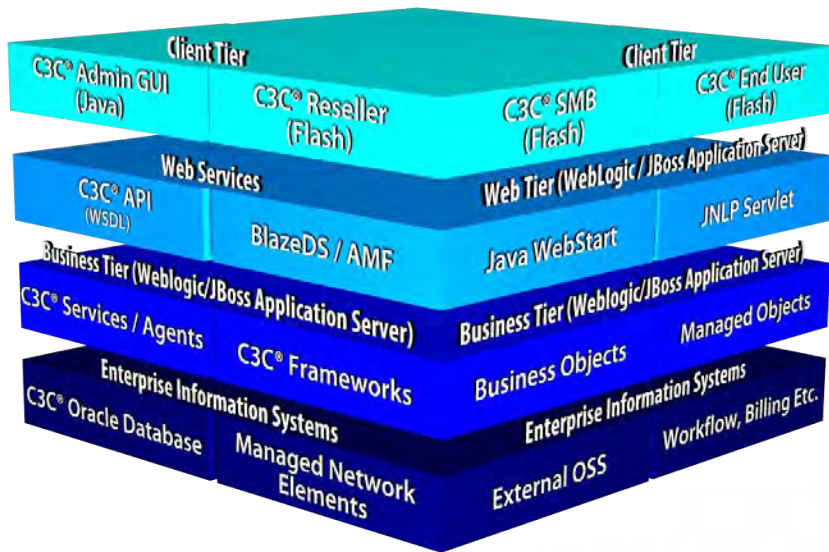 Client Tier
Client Tier
C3C® Admin GUI
(Java)
C3C® Reseller
(Flash)
C3C® SMB
(Flash)
C3C® End User
(Flash)
Web Services
Web Tier (WebLogic / JBoss Application Server)
C3C® API
(WSDL)
BlazeDS / AMF
Java WebStart
JNLP Servlet
Business Tier (Weblogic/JBoss Application Server)
Business Tier (Weblogic/JBoss Application Server)
C3C® Services / Agents
C3C® Frameworks
Business Objects
Managed Objects
Enterprise Information Systems
Enterprise Information Systems
C3C® Oracle Database
Managed Network
Elements
External OSS
Workflow, Billing Etc.